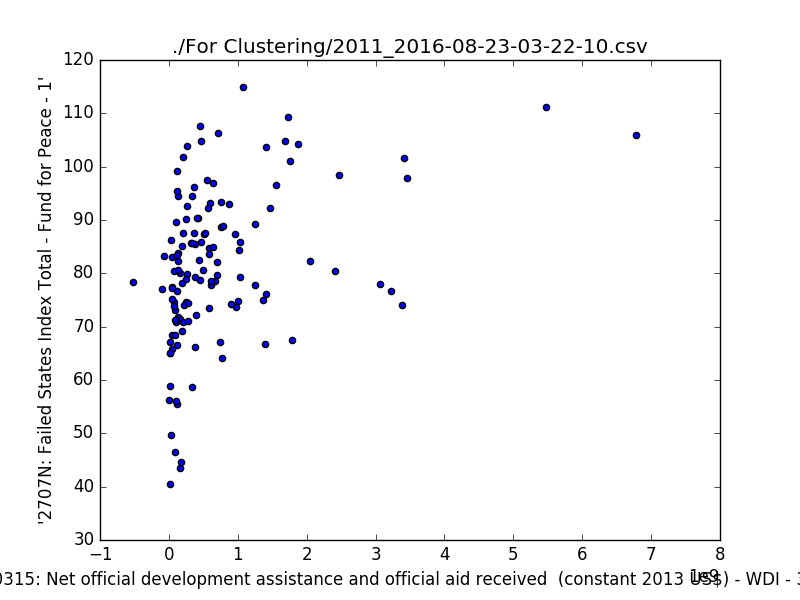 ./For Clustering/2011_2016-08-23-03-22-10.csv
'2707N: Failed States Index Total - Fund for Peace - 1'
120
110
100
90
80
70
60
50
40
30
−1 0 1 2 3 4 5 6 7 8
1e9
0315: Net official development assistance and official aid received (constant 2013 US$) - WDI - 3